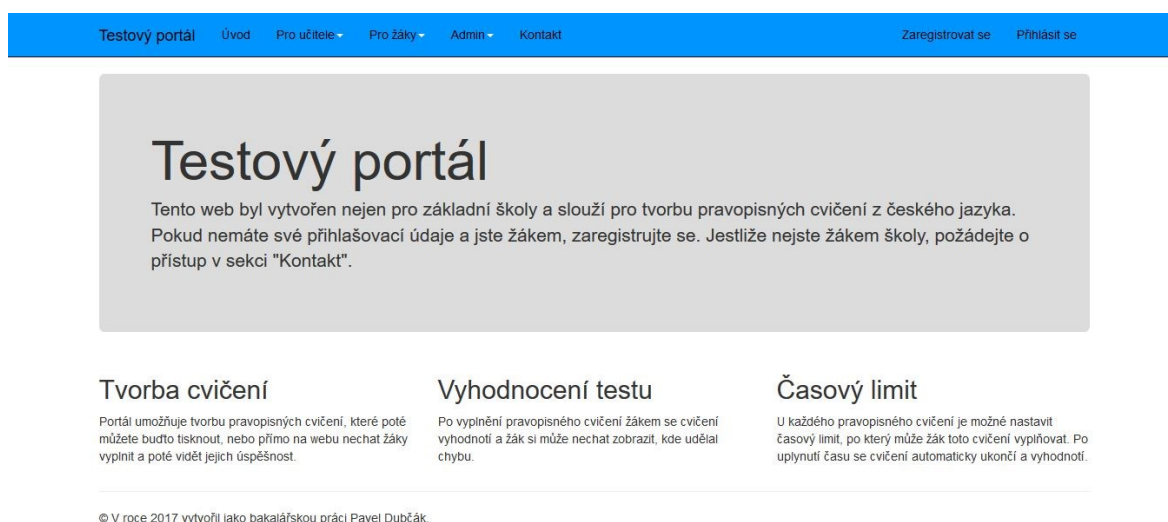 Testový portál Úvod Pro učitele Pro žáky Admin Kontakt Zaregistrovat se Přihlásit se
Testový portál
Tento web byl vytvořen nejen pro základní školy a slouží pro tvorbu pravopisných cvičení z českého jazyka.
Pokud nemáte své přihlašovací údaje a jste žákem, zaregistrujte se. Jestliže nejste žákem školy, požádejte o
přístup v sekci "Kontakt".
Tvorba cvičení
Portál umožňuje tvorbu pravopisných cvičení, které poté
můžete buďto tisknout, nebo přímo na webu nechat žáky
vyplnit a poté vidět jejich úspěšnost.
Vyhodnocení testu
Po vyplnění pravopisného cvičení žákem se cvičení
vyhodnotí a žák si může nechat zobrazit, kde udělal
chybu.
Časový limit
U každého pravopisného cvičení je možné nastavit
časový limit, po který může žák toto cvičení vyplňovat. Po
uplynutí času se cvičení automaticky ukončí a vyhodnotí.
© V roce 2017 vytvořil jako bakalářskou práci Pavel Dubčák.